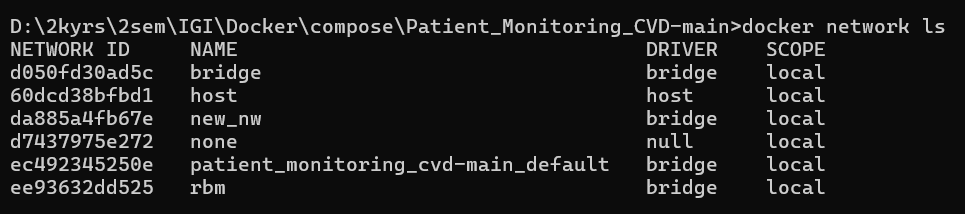 D:\2kyrs\2sem\IGI\Docker\compose\Patient_Monitoring_CVD-main>docker network ls
NETWORK ID     NAME                                  DRIVER    SCOPE
d050fd30ad5c   bridge                                bridge    local
60dcd38bfbd1   host                                  host      local
da885a4fb67e   new_nw                                bridge    local
d7437975e272   none                                  null      local
ec492345250e   patient_monitoring_cvd-main_default   bridge    local
ee93632dd525   rbm                                   bridge    local